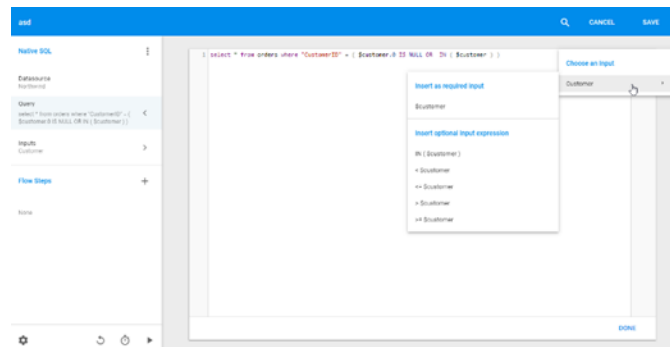 asd
CANCEL
SAVE
Native SQL
Datasource
Northwind
Query
select * from orders where "CustomerID" = (
$customer.0 IS NULL OR IN ( $customer ) )
Inputs
Customer
Flow Steps
None
1 select * from orders where "CustomerID" = ( $customer.0 IS NULL OR IN ( $customer ) )
Choose an Input
Customer
Insert as required input
$customer
Insert optional input expression
IN ( $customer )
< $customer
<= $customer
> $customer
>= $customer
DONE